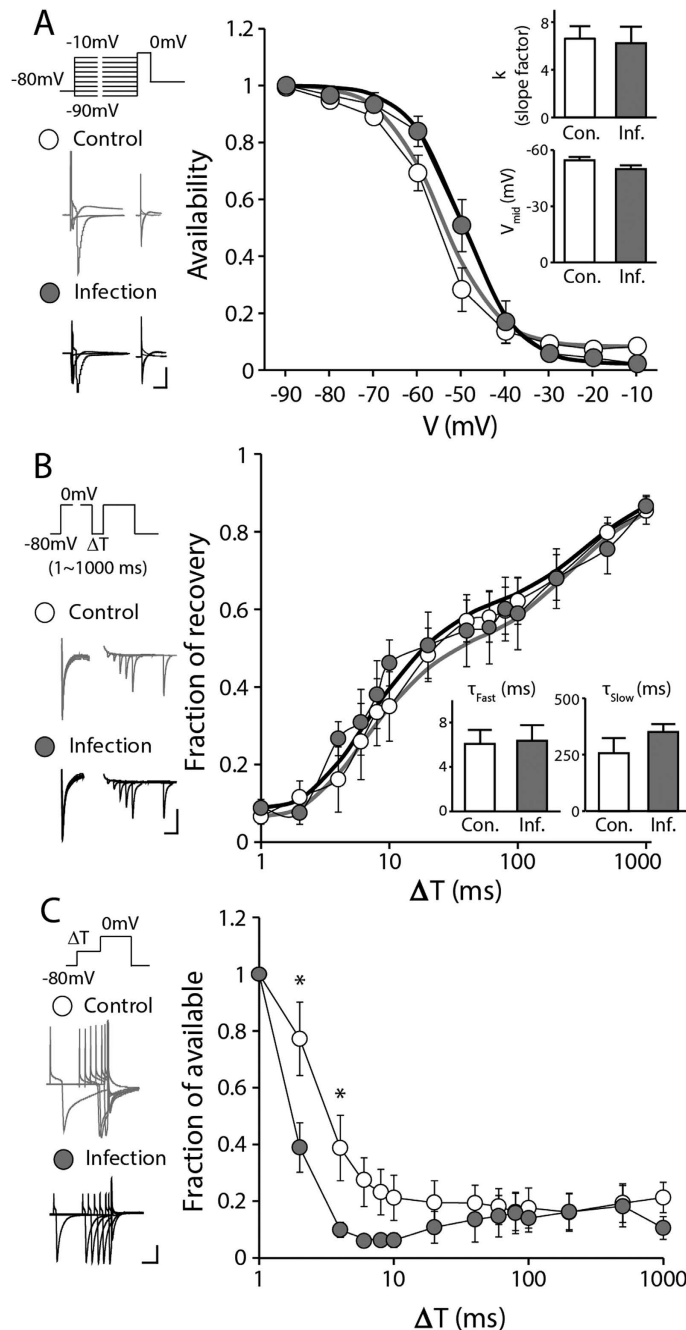 A
-10mV 0mV
-80mV
-90mV
Control
Infection
Availability
1.2
1
0.8
0.6
0.4
0.2
0
-90 -80 -70 -60 -50 -40 -30 -20 -10
V (mV)
k
(slope factor)
8
4
0
Con. Inf.
Vmid (mV)
-60
-30
0
Con. Inf.
B
0mV
-80mV ΔT
(1~1000 ms)
Control
Infection
Fraction of recovery
1
0.8
0.6
0.4
0.2
0
1 10 100 1000
ΔT (ms)
τFast (ms)
8
4
0
Con. Inf.
τSlow (ms)
500
250
0
Con. Inf.
C
ΔT 0mV
-80mV
Control
Infection
Fraction of available
1.2
1
0.8
0.6
0.4
0.2
0
* *
1 10 100 1000
ΔT (ms)